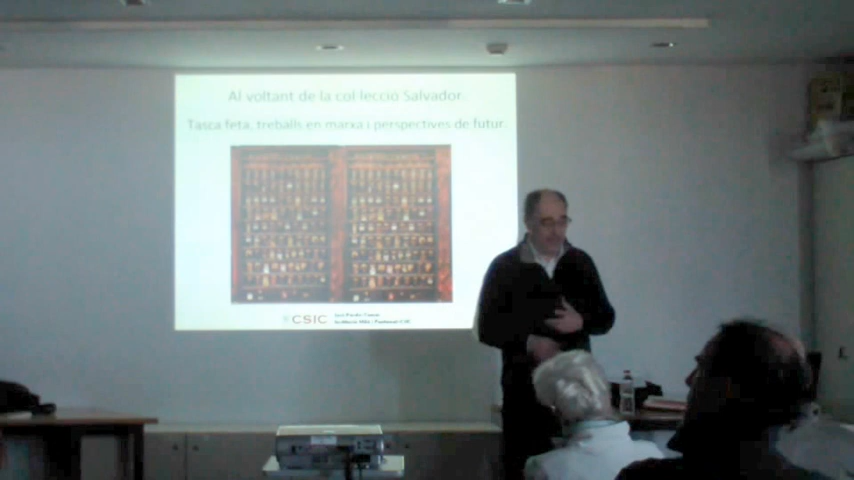 Al voltant de la col·lecció Salvador.
Tasca feta, treballs en marxa i perspectives de futur.
CSIC